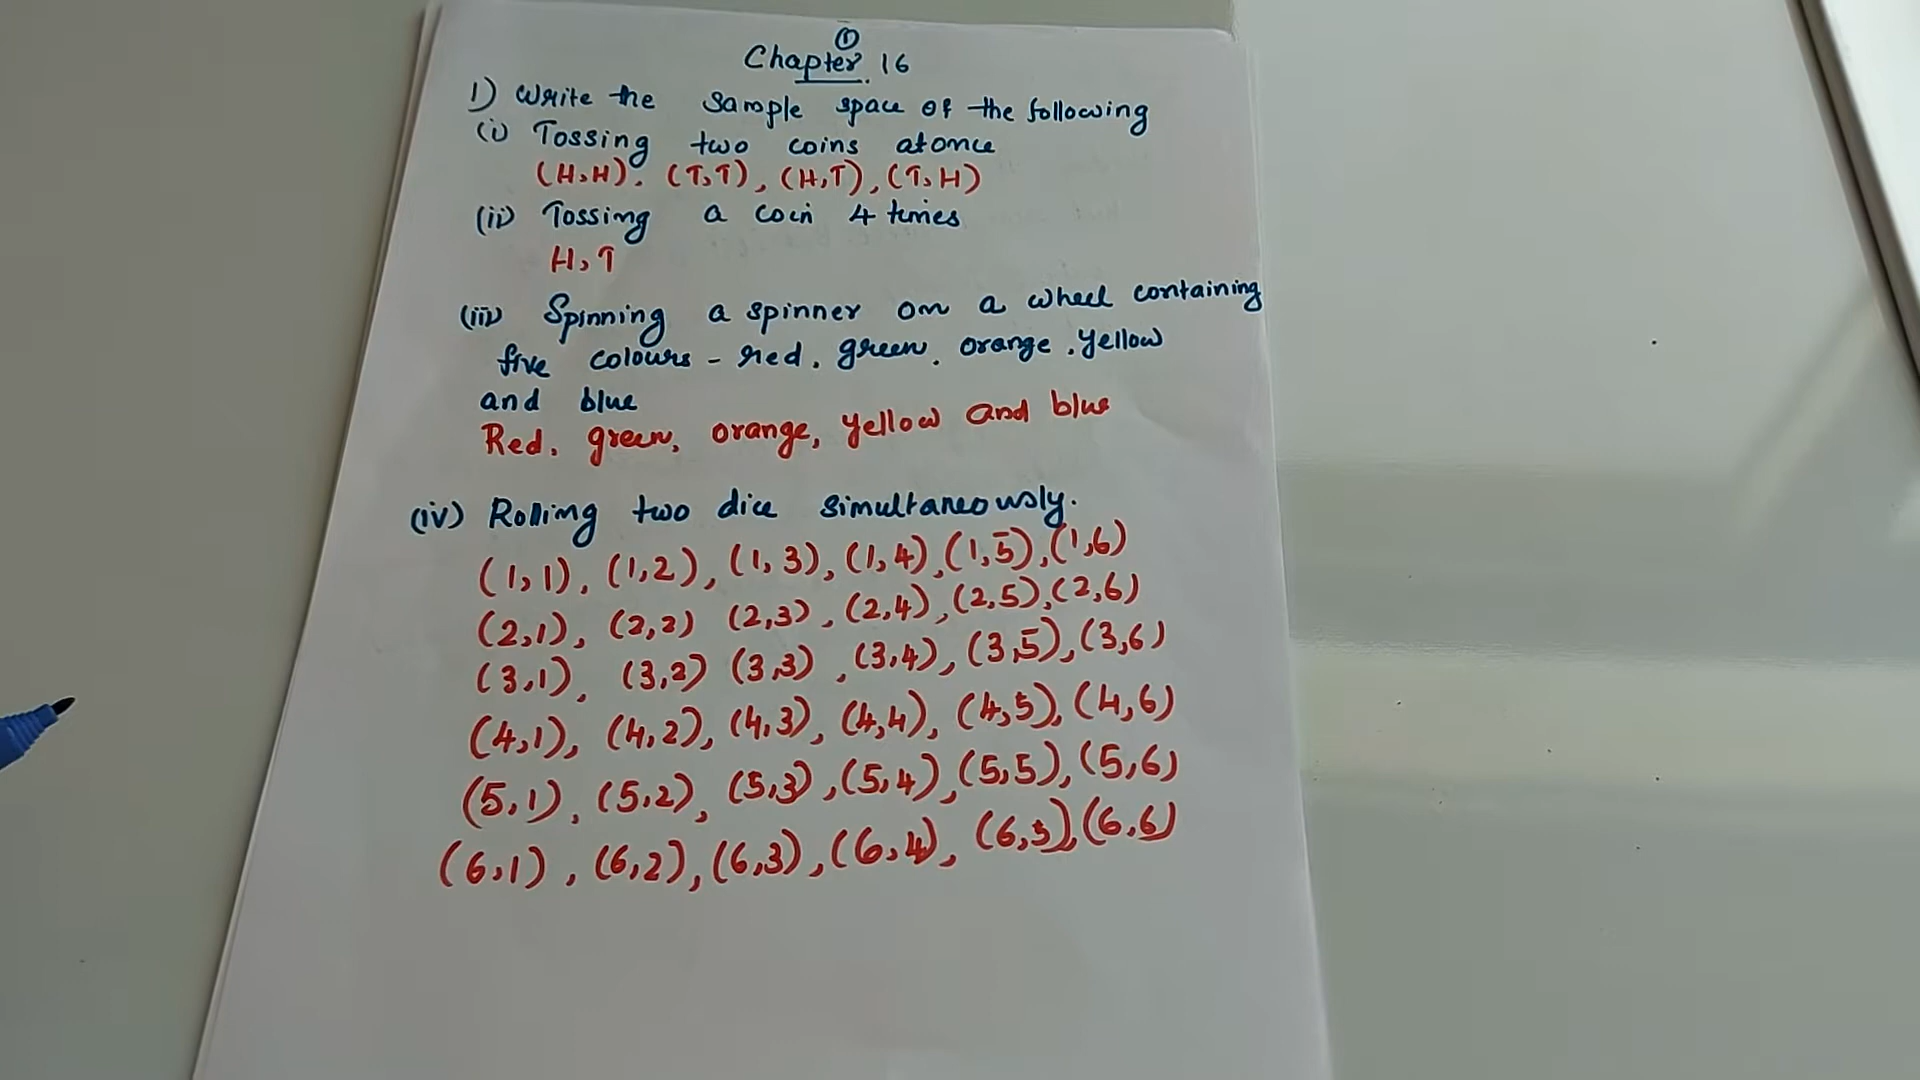 ①
Chapter 16
1) Write the sample space of the following
(i) Tossing two coins atonce
(H,H), (T,T), (H,T), (T,H)
(ii) Tossing a coin 4 times
H,T
(iii) Spinning a spinner on a wheel containing
five colours - red, green, orange, yellow
and blue
Red, green, orange, yellow and blue
(iv) Rolling two dice simultaneously.
(1,1), (1,2), (1,3), (1,4), (1,5), (1,6)
(2,1), (2,2) (2,3), (2,4), (2,5), (2,6)
(3,1), (3,2) (3,3), (3,4), (3,5), (3,6)
(4,1), (4,2), (4,3), (4,4), (4,5), (4,6)
(5,1), (5,2), (5,3), (5,4), (5,5), (5,6)
(6,1), (6,2), (6,3), (6,4), (6,5), (6,6)